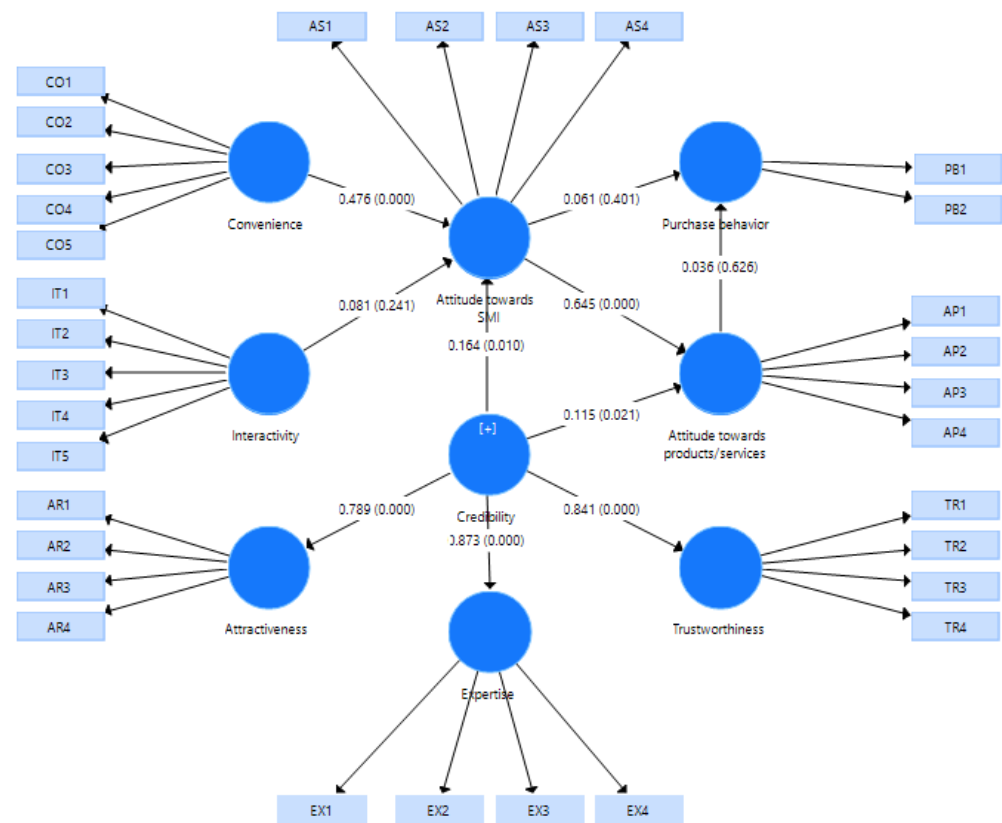 AS1
AS2
AS3
AS4
CO1
CO2
CO3
CO4
CO5
Convenience
0.476 (0.000)
Attitude towards
SMI
0.061 (0.401)
Purchase behavior
PB1
PB2
0.036 (0.626)
IT1
IT2
IT3
IT4
IT5
Interactivity
0.081 (0.241)
0.164 (0.010)
0.645 (0.000)
AP1
AP2
AP3
AP4
Attitude towards
products/services
0.115 (0.021)
[+]
Credibility
0.789 (0.000)
0.873 (0.000)
0.841 (0.000)
AR1
AR2
AR3
AR4
Attractiveness
TR1
TR2
TR3
TR4
Trustworthiness
Expertise
EX1
EX2
EX3
EX4